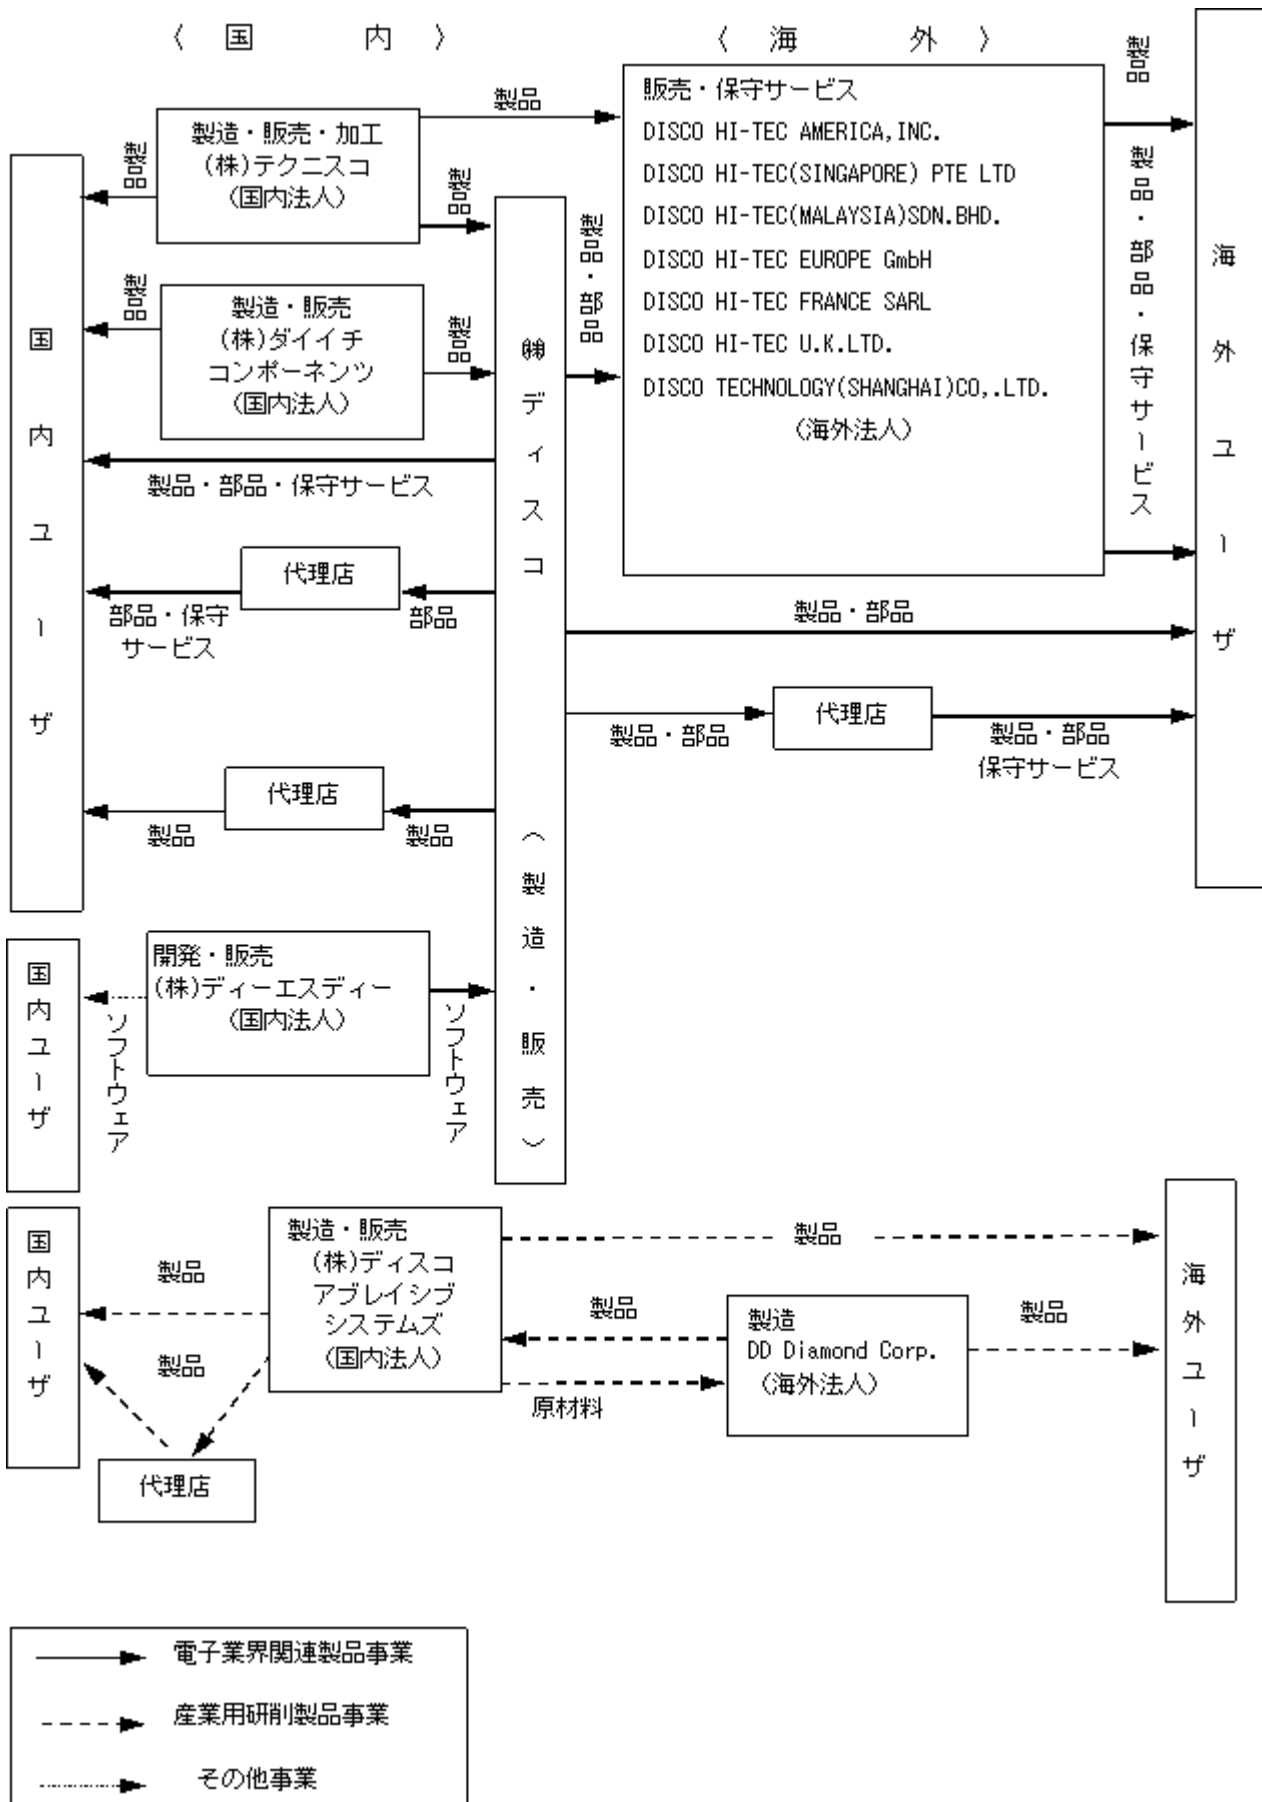 〈 国 内 〉
〈 海 外 〉
製品
製造・販売・加工
(株)テクニスコ
(国内法人)
製品
製品
販売・保守サービス
DISCO HI-TEC AMERICA,INC.
DISCO HI-TEC(SINGAPORE) PTE LTD
DISCO HI-TEC(MALAYSIA)SDN.BHD.
DISCO HI-TEC EUROPE GmbH
DISCO HI-TEC FRANCE SARL
DISCO HI-TEC U.K.LTD.
DISCO TECHNOLOGY(SHANGHAI)CO,.LTD.
(海外法人)
製品
製品・部品・保守サービス
海外ユーザ
国内ユーザ
製品
製造・販売
(株)ダイイチ
コンポーネンツ
(国内法人)
製品
製品・部品
㈱ディスコ (製造・販売)
製品・部品・保守サービス
代理店
部品・保守
サービス
部品
製品・部品
製品・部品
代理店
製品・部品
保守サービス
代理店
製品
製品
国内ユーザ
開発・販売
(株)ディーエスディー
(国内法人)
ソフトウェア
ソフトウェア
国内ユーザ
製造・販売
(株)ディスコ
アブレイシブ
システムズ
(国内法人)
製品
製品
代理店
製品
製品
原材料
製造
DD Diamond Corp.
(海外法人)
製品
海外ユーザ
電子業界関連製品事業
産業用研削製品事業
その他事業